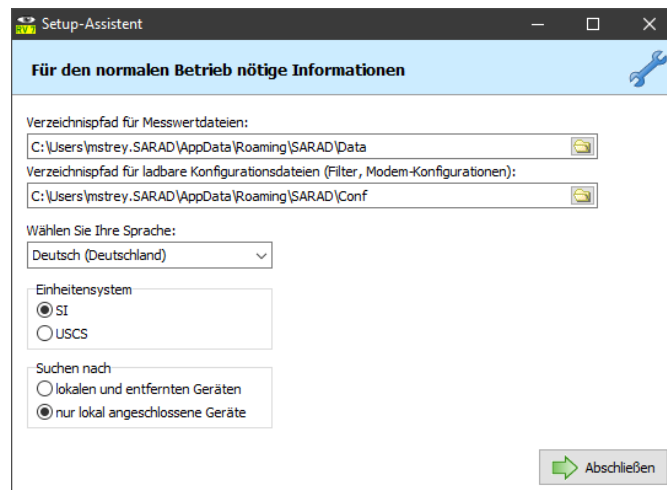 RV 7
Setup-Assistent
Für den normalen Betrieb nötige Informationen
Verzeichnispfad für Messwertdateien:
C:\Users\mstrey.SARAD\AppData\Roaming\SARAD\Data
Verzeichnispfad für ladbare Konfigurationsdateien (Filter, Modem-Konfigurationen):
C:\Users\mstrey.SARAD\AppData\Roaming\SARAD\Conf
Wählen Sie Ihre Sprache:
Deutsch (Deutschland)
Einheitensystem
SI
USCS
Suchen nach
lokalen und entfernten Geräten
nur lokal angeschlossene Geräte
Abschließen